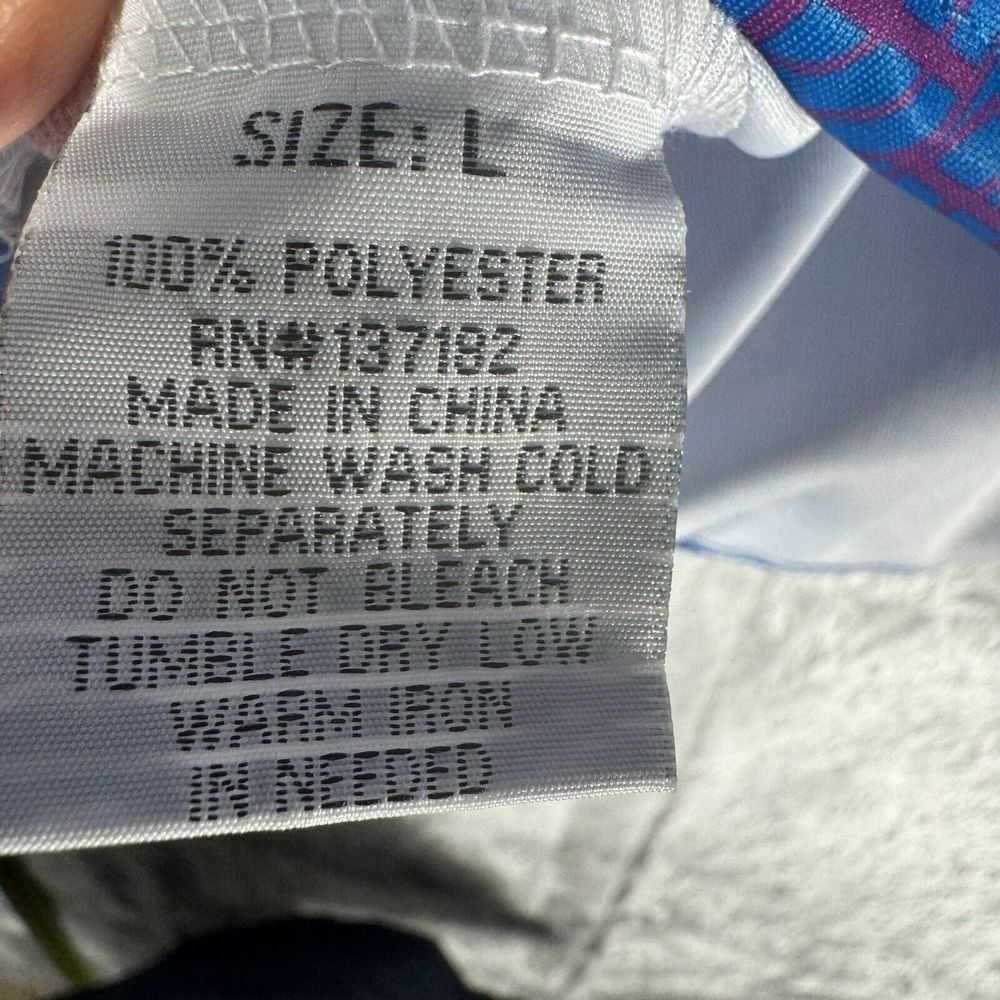 SIZE: L
100% POLYESTER
RN#137182
MADE IN CHINA
MACHINE WASH COLD
SEPARATELY
DO NOT BLEACH
TUMBLE DRY LOW
WARM IRON
IN NEEDED